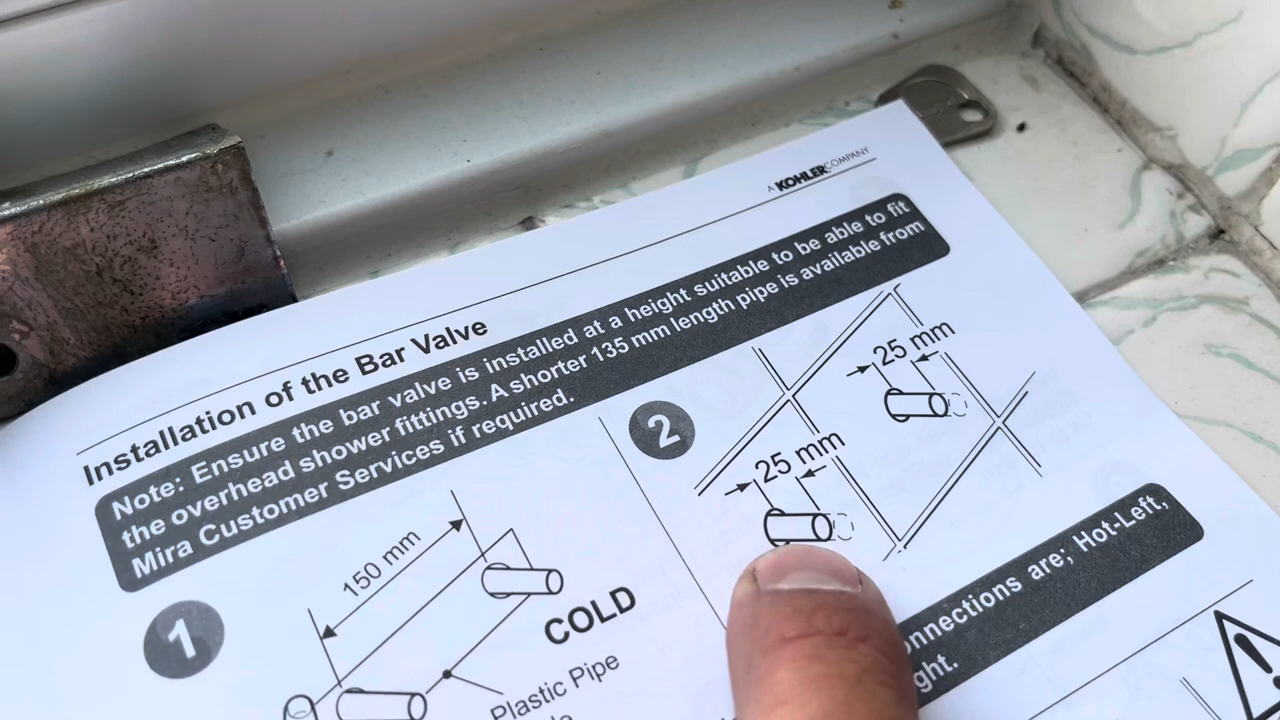 A KOHLER COMPANY
Installation of the Bar Valve
Note: Ensure the bar valve is installed at a height suitable to be able to fit
the overhead shower fittings. A shorter 135 mm length pipe is available from
Mira Customer Services if required.
1
150 mm
COLD
Plastic Pipe
2
25 mm
25 mm
are; Hot-Left,